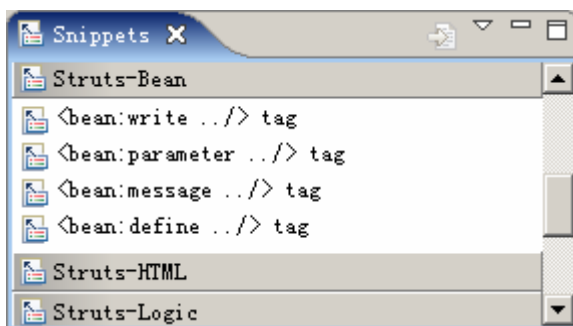 Snippets
Struts-Bean
<bean:write ../> tag
<bean:parameter ../> tag
<bean:message ../> tag
<bean:define ../> tag
Struts-HTML
Struts-Logic